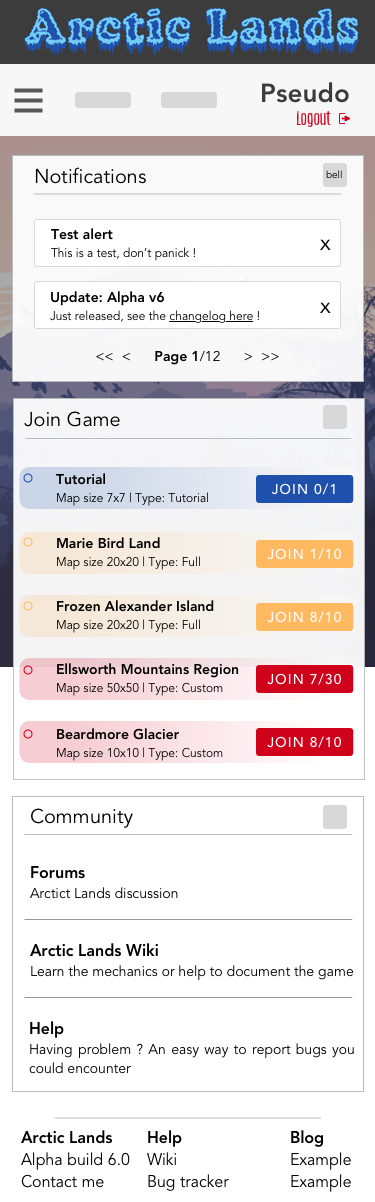 Arctic Lands
Pseudo
Logout
Notifications
bell
Test alert
This is a test, don't panick !
X
Update: Alpha v6
Just released, see the changelog here !
X
<< < Page 1/12 > >>
Join Game
Tutorial
Map size 7x7 | Type: Tutorial
JOIN 0/1
Marie Bird Land
Map size 20x20 | Type: Full
JOIN 1/10
Frozen Alexander Island
Map size 20x20 | Type: Full
JOIN 8/10
Ellsworth Mountains Region
Map size 50x50 | Type: Custom
JOIN 7/30
Beardmore Glacier
Map size 10x10 | Type: Custom
JOIN 8/10
Community
Forums
Arctict Lands discussion
Arctic Lands Wiki
Learn the mechanics or help to document the game
Help
Having problem ? An easy way to report bugs you
could encounter
Arctic Lands Help Blog
Alpha build 6.0 Wiki Example
Contact me Bug tracker Example